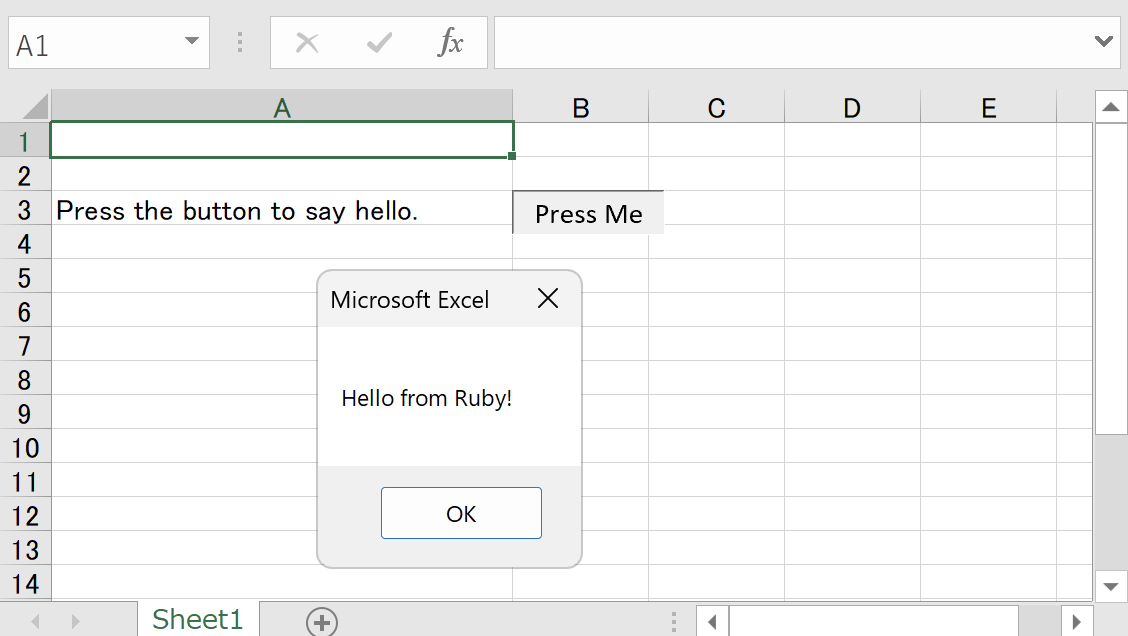 A1
fx
A B C D E
1
2
3 Press the button to say hello. Press Me
4
5
Microsoft Excel
6
7
8
Hello from Ruby!
9
10
11
12
OK
13
14
Sheet1